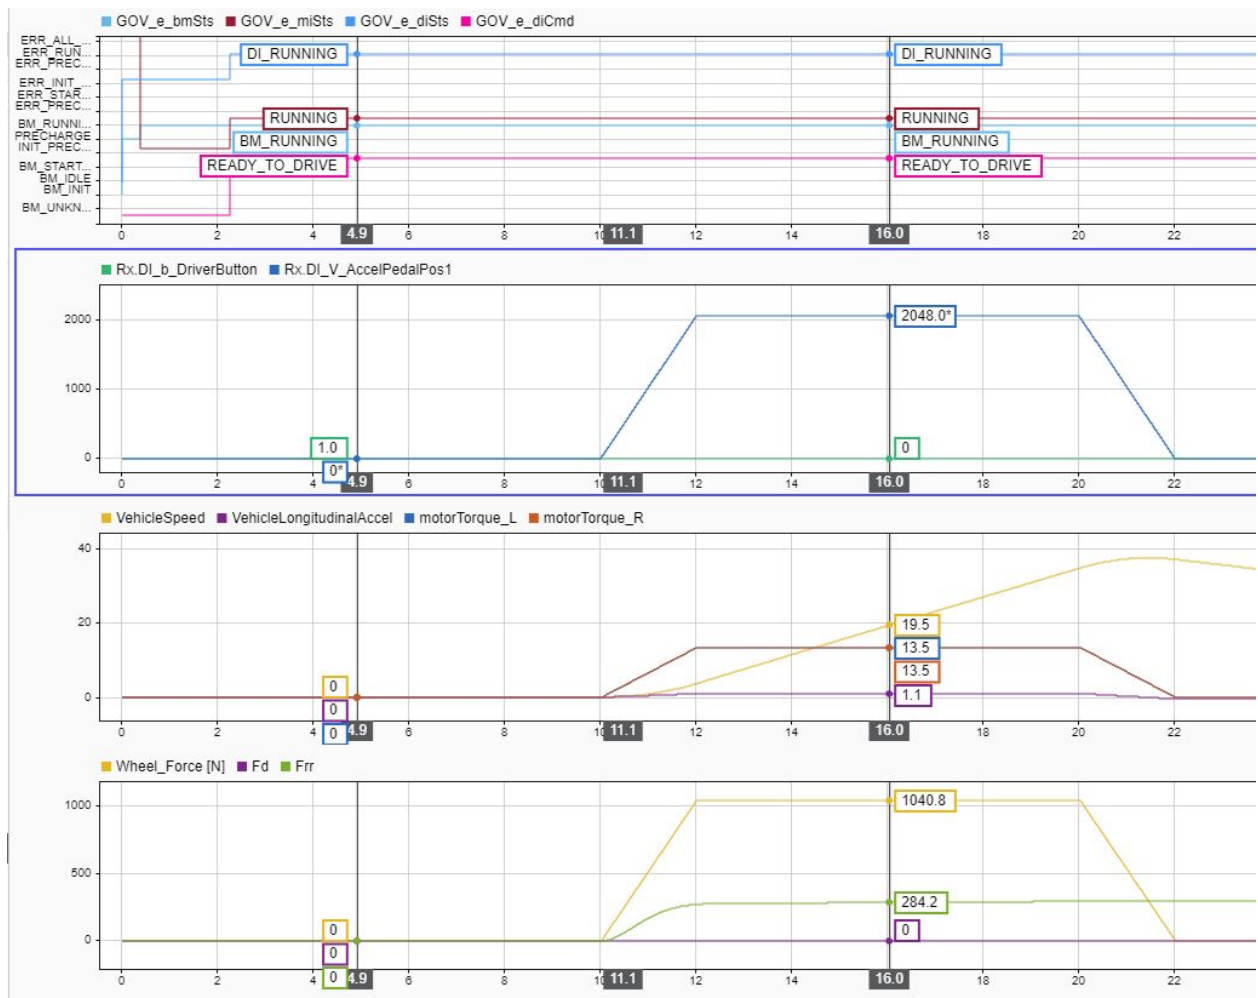 GOV_e_bmSts GOV_e_miSts GOV_e_diSts GOV_e_diCmd
ERR_ALL_...
ERR_RUN...
ERR_PREC...
ERR_INIT_...
ERR_STAR...
ERR_PREC...
BM_RUNNI...
PRECHARGE
INIT_PREC...
BM_START...
BM_IDLE
BM_INIT
BM_UNKN...
DI_RUNNING DI_RUNNING
RUNNING RUNNING
BM_RUNNING BM_RUNNING
READY_TO_DRIVE READY_TO_DRIVE
0 2 4 4.9 6 8 10 11.1 12 14 16.0 18 20 22
Rx.DI_b_DriverButton Rx.DI_V_AccelPedalPos1
2000
1000
0
2048.0*
1.0 0
0*
0 2 4 4.9 6 8 10 11.1 12 14 16.0 18 20 22
VehicleSpeed VehicleLongitudinalAccel motorTorque_L motorTorque_R
40
20
0
19.5
13.5
13.5
1.1
0
0
0
0 2 4 4.9 6 8 10 11.1 12 14 16.0 18 20 22
Wheel_Force [N] Fd Frr
1000
500
0
1040.8
284.2
0
0
0
0
0 2 4 4.9 6 8 10 11.1 12 14 16.0 18 20 22